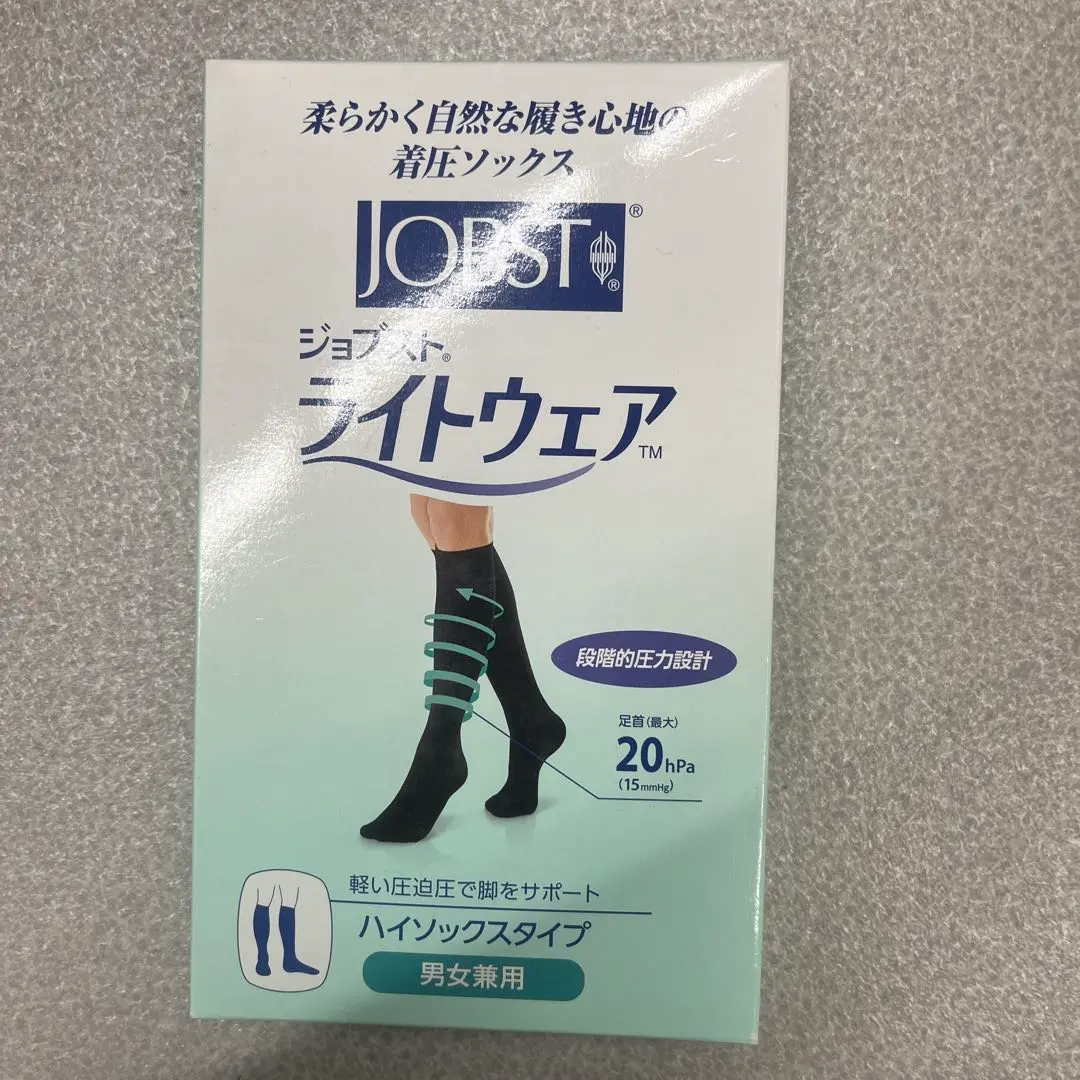 柔らかく自然な履き心地の
着圧ソックス
JOBST®
®
ジョブスト®
ライトウェア™
段階的圧力設計
足首(最大)
20hPa
(15mmHg)
軽い圧迫圧で脚をサポート
ハイソックスタイプ
男女兼用